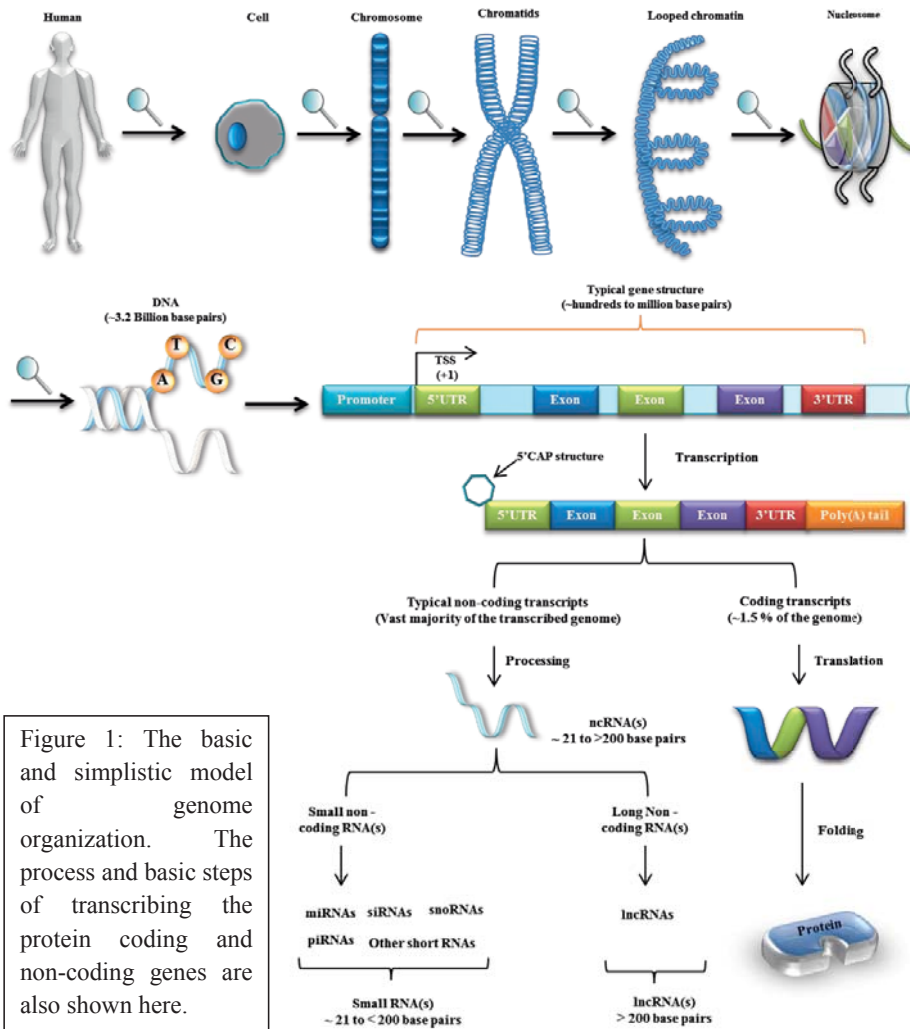 Human
Cell
Chromosome
Chromatids
Looped chromatin
Nucleosome
DNA
(~3.2 Billion base pairs)
T
C
A
G
Typical gene structure
(~hundreds to million base pairs)
TSS
(+1)
Promoter
5'UTR
Exon
Exon
Exon
3'UTR
5'CAP structure
Transcription
5'UTR
Exon
Exon
Exon
3'UTR
Poly(A) tail
Typical non-coding transcripts
(Vast majority of the transcribed genome)
Coding transcripts
(~1.5 % of the genome)
Processing
Translation
ncRNA(s)
~ 21 to >200 base pairs
Small non -
coding RNA(s)
Long Non -
coding RNA(s)
Folding
miRNAs siRNAs snoRNAs
piRNAs Other short RNAs
lncRNAs
Protein
Small RNA(s)
~ 21 to < 200 base pairs
lncRNA(s)
> 200 base pairs
Figure 1: The basic
and simplistic model
of genome
organization. The
process and basic steps
of transcribing the
protein coding and
non-coding genes are
also shown here.